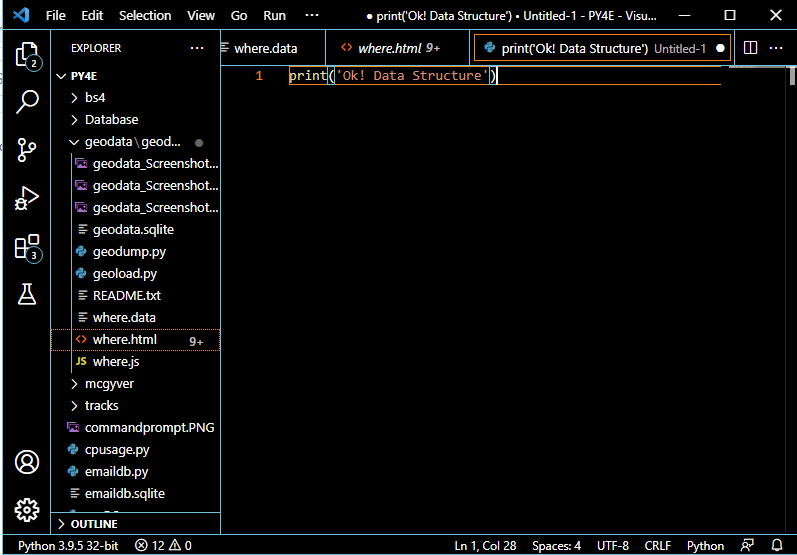 File Edit Selection View Go Run ··· ● print('Ok! Data Structure') • Untitled-1 - PY4E - Visu...
EXPLORER ···
where.data
where.html 9+
print('Ok! Data Structure') Untitled-1 ●
PY4E
bs4
Database
geodata\geod...
geodata_Screenshot...
geodata_Screenshot...
geodata_Screenshot...
geodata.sqlite
geodump.py
geoload.py
README.txt
where.data
where.html 9+
JS where.js
mcgyver
tracks
commandprompt.PNG
cpusage.py
emaildb.py
emaildb.sqlite
OUTLINE
2
3
1 print('Ok! Data Structure')
Python 3.9.5 32-bit 12 0 Ln 1, Col 28 Spaces: 4 UTF-8 CRLF Python